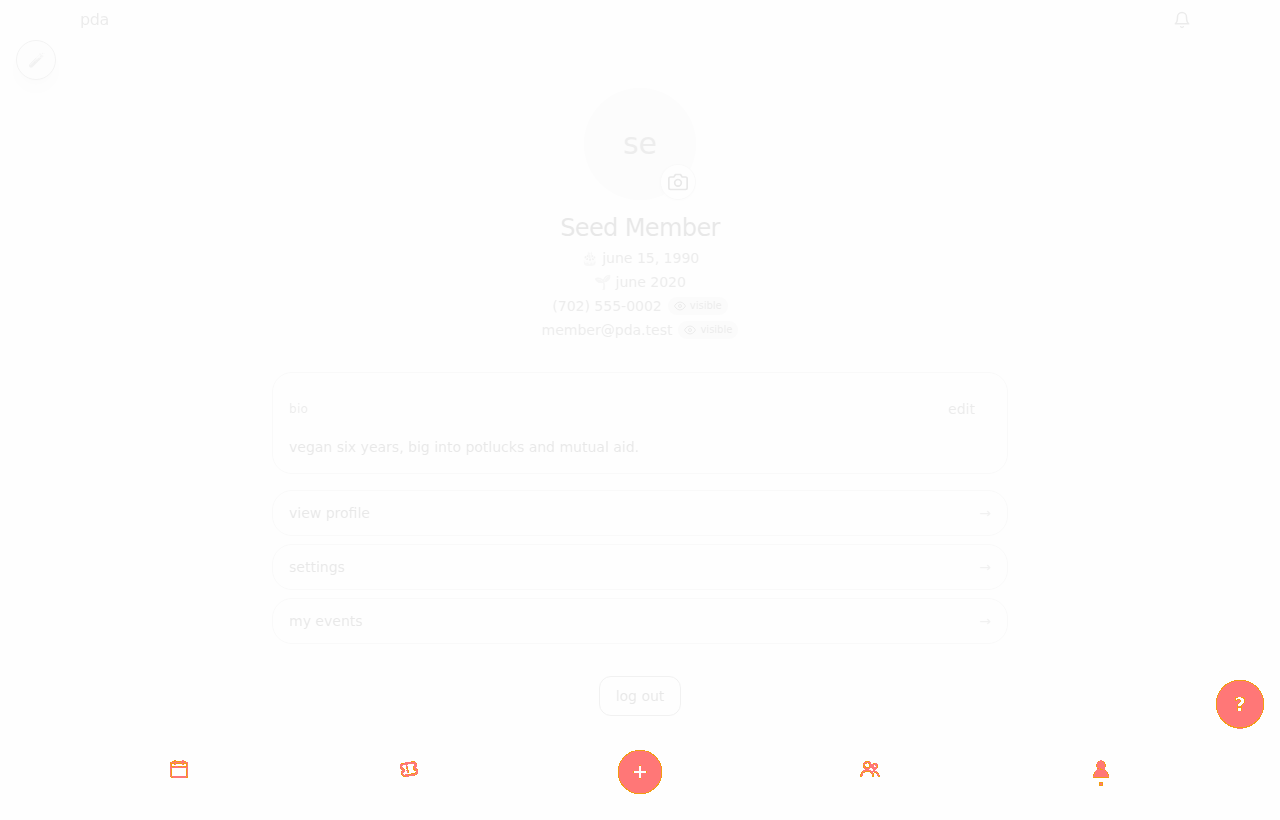 pda
se
Seed Member
june 15, 1990
june 2020
(702) 555-0002 visible
member@pda.test visible
bio
edit
vegan six years, big into potlucks and mutual aid.
view profile →
settings →
my events →
log out
?
+